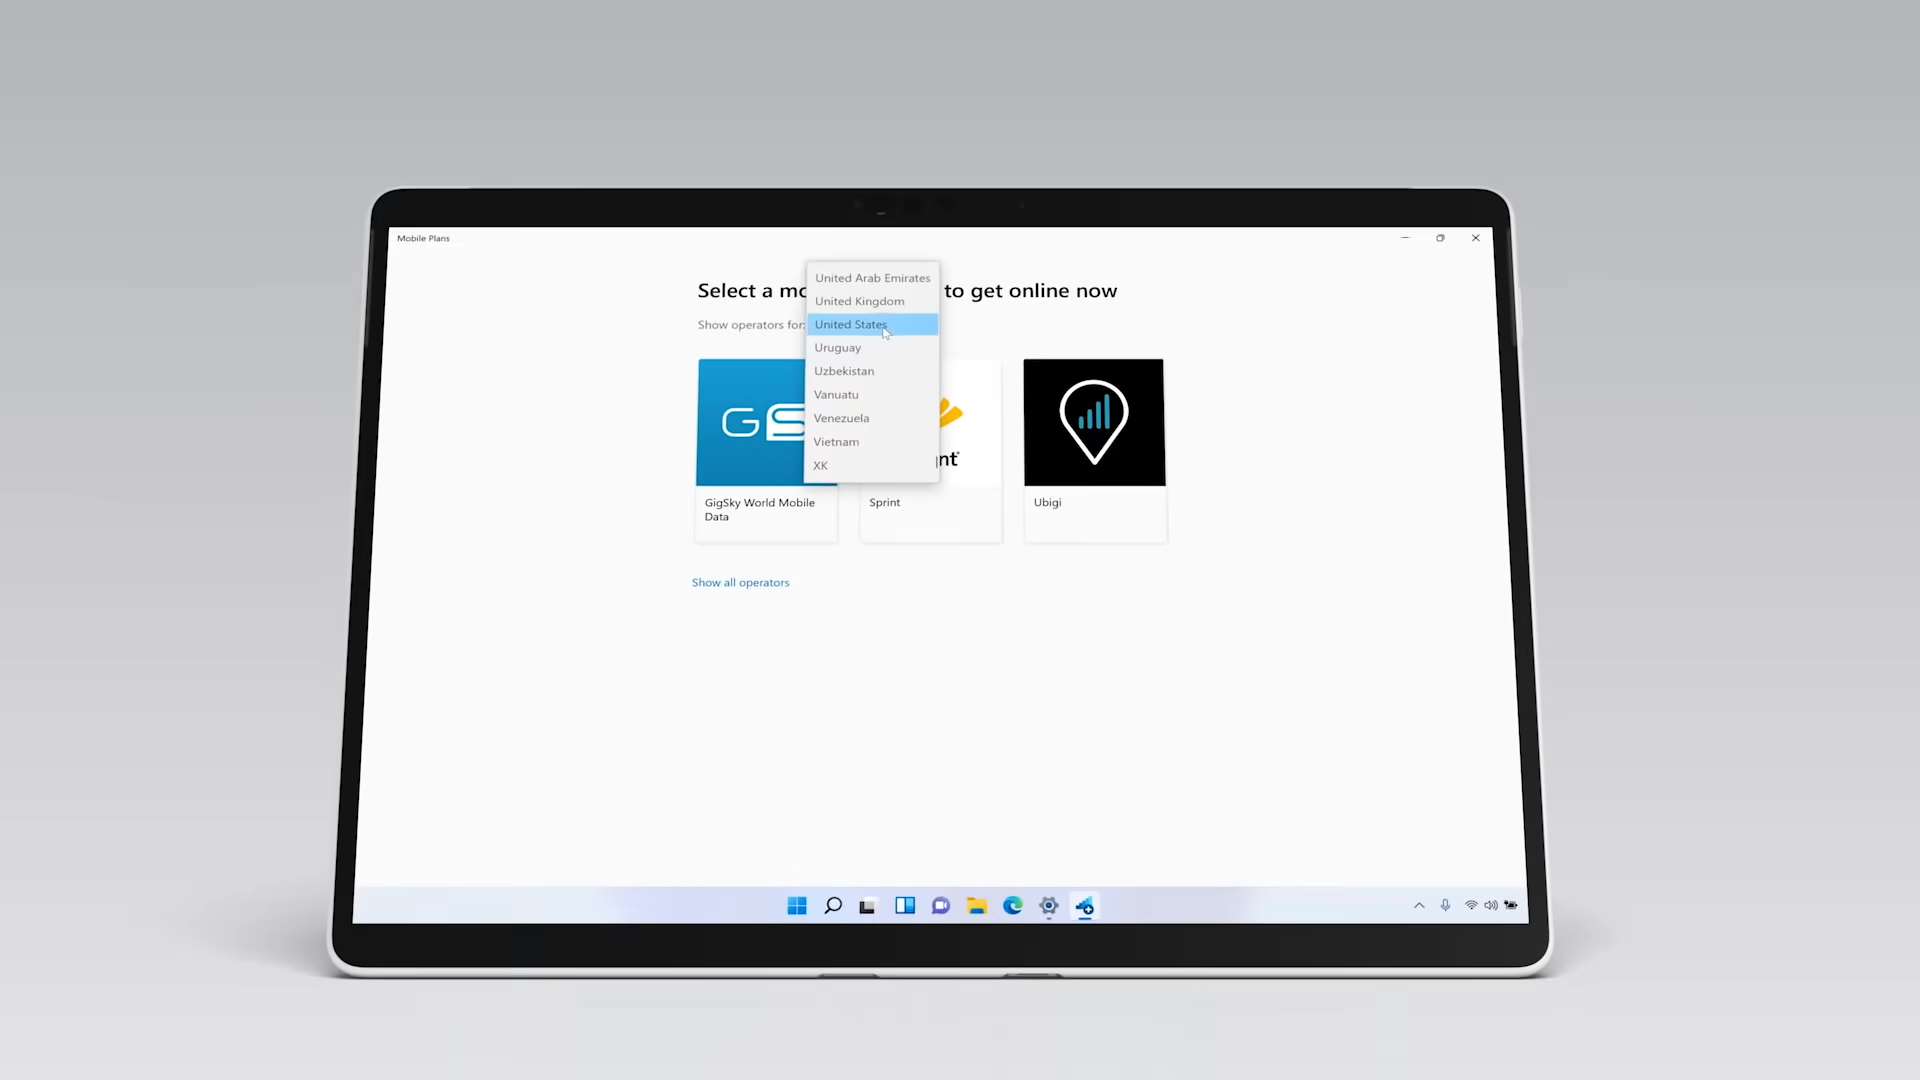 Mobile Plans
Select a mo
to get online now
Show operators for:
United Arab Emirates
United Kingdom
United States
Uruguay
Uzbekistan
Vanuatu
Venezuela
Vietnam
XK
GS
nt
GigSky World Mobile
Data
Sprint
Ubigi
Show all operators